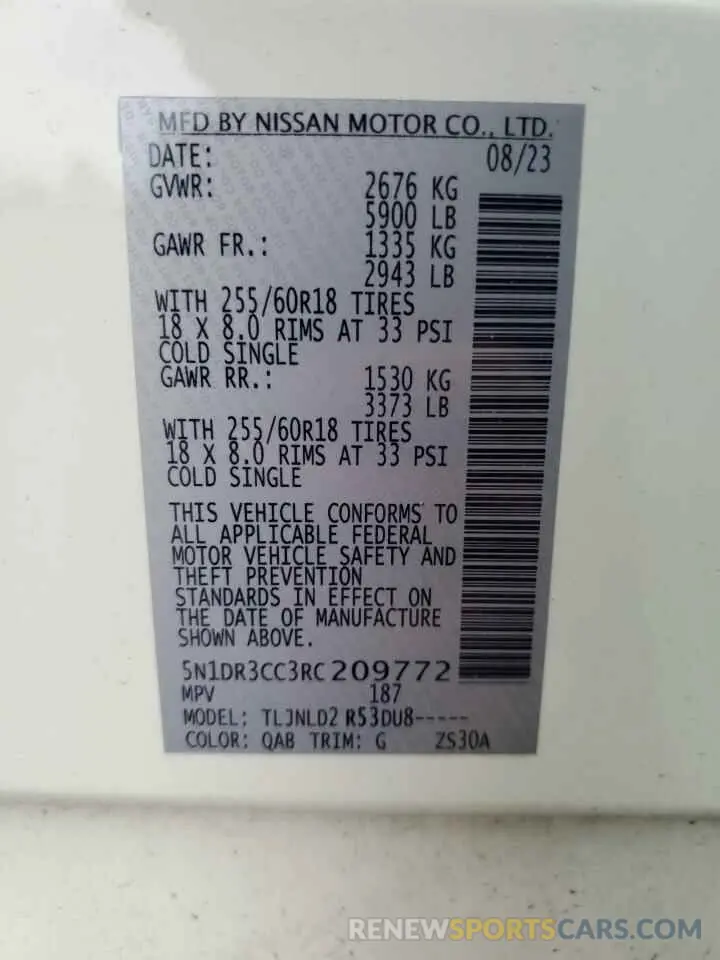 MFD BY NISSAN MOTOR CO., LTD.
DATE: 08/23
GVWR: 2676 KG
5900 LB
GAWR FR.: 1335 KG
2943 LB
WITH 255/60R18 TIRES
18 X 8.0 RIMS AT 33 PSI
COLD SINGLE
GAWR RR.: 1530 KG
3373 LB
WITH 255/60R18 TIRES
18 X 8.0 RIMS AT 33 PSI
COLD SINGLE
THIS VEHICLE CONFORMS TO
ALL APPLICABLE FEDERAL
MOTOR VEHICLE SAFETY AND
THEFT PREVENTION
STANDARDS IN EFFECT ON
THE DATE OF MANUFACTURE
SHOWN ABOVE.
5N1DR3CC3RC209772
MPV 187
MODEL: TLJNLD2 R53DU8-----
COLOR: QAB TRIM: G ZS30A
RENEWSPORTSCARS.COM